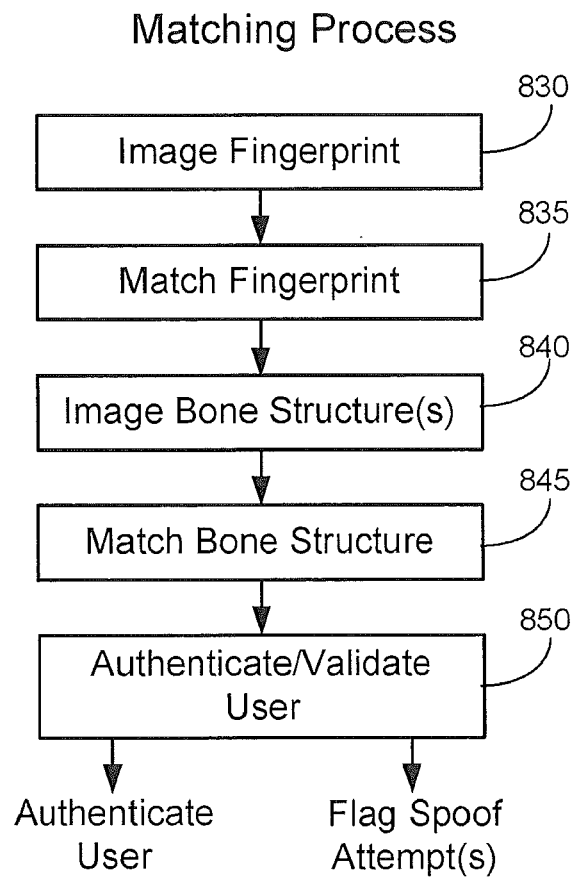 Matching Process
830
Image Fingerprint
835
Match Fingerprint
840
Image Bone Structure(s)
845
Match Bone Structure
850
Authenticate/Validate
User
Authenticate
User
Flag Spoof
Attempt(s)